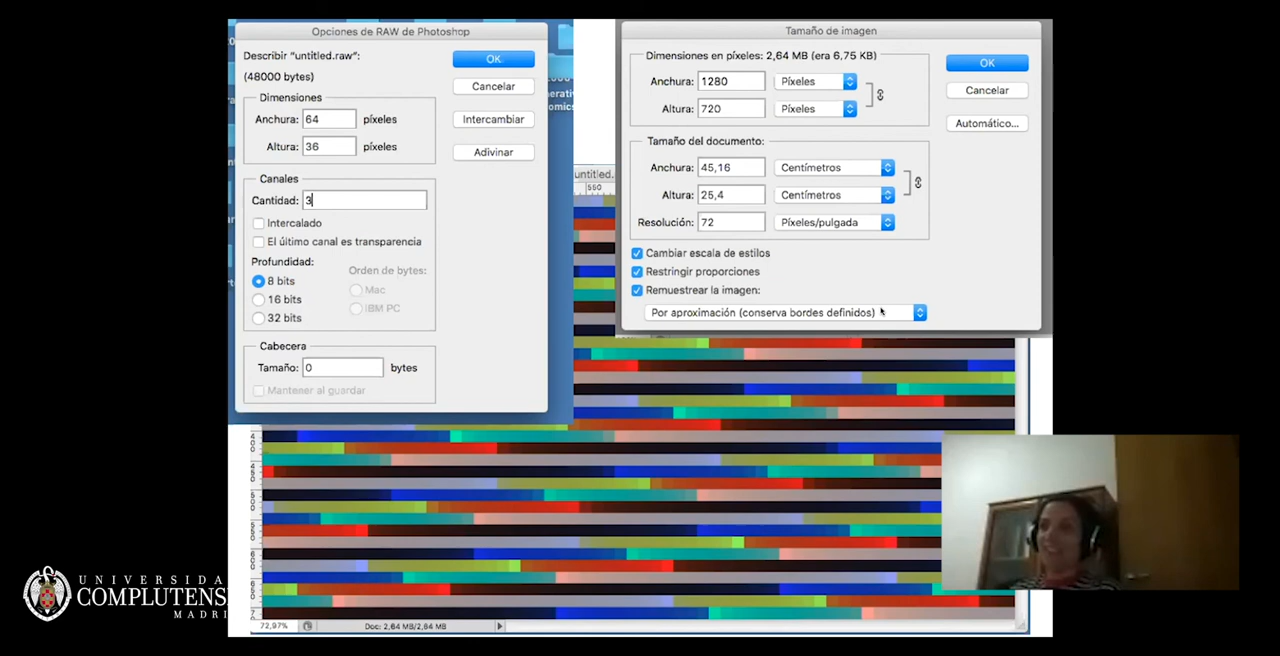 Opciones de RAW de Photoshop
Describir "untitled.raw":
(48000 bytes)
Dimensiones
Anchura: 64 píxeles
Altura: 36 píxeles
Canales
Cantidad: 3
Intercalado
El último canal es transparencia
Profundidad:
8 bits
16 bits
32 bits
Orden de bytes:
Mac
IBM PC
Cabecera
Tamaño: 0 bytes
Mantener al guardar
OK
Cancelar
Intercambiar
Adivinar
Tamaño de imagen
Dimensiones en píxeles: 2,64 MB (era 6,75 KB)
Anchura: 1280 Píxeles
Altura: 720 Píxeles
Tamaño del documento:
Anchura: 45,16 Centímetros
Altura: 25,4 Centímetros
Resolución: 72 Píxeles/pulgada
Cambiar escala de estilos
Restringir proporciones
Remuestrear la imagen:
Por aproximación (conserva bordes definidos)
OK
Cancelar
Automático...
untitled.
550
72,97%
Doc: 2,64 MB/2,64 MB
UNIVERSIDA
COMPLUTENS
MADRI